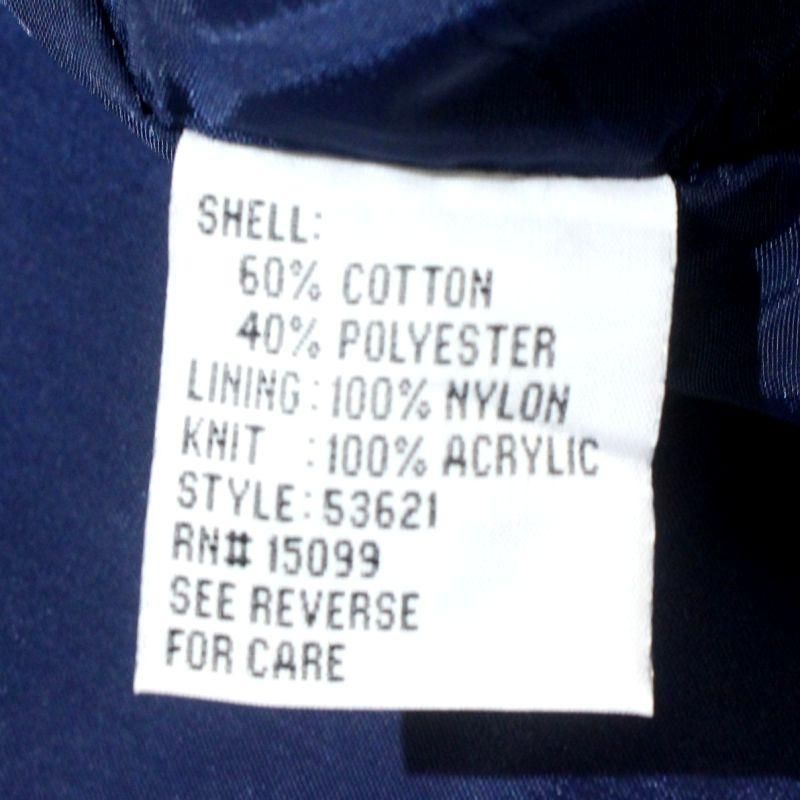 SHELL:
60% COTTON
40% POLYESTER
LINING:100% NYLON
KNIT :100% ACRYLIC
STYLE:53621
RN# 15099
SEE REVERSE
FOR CARE